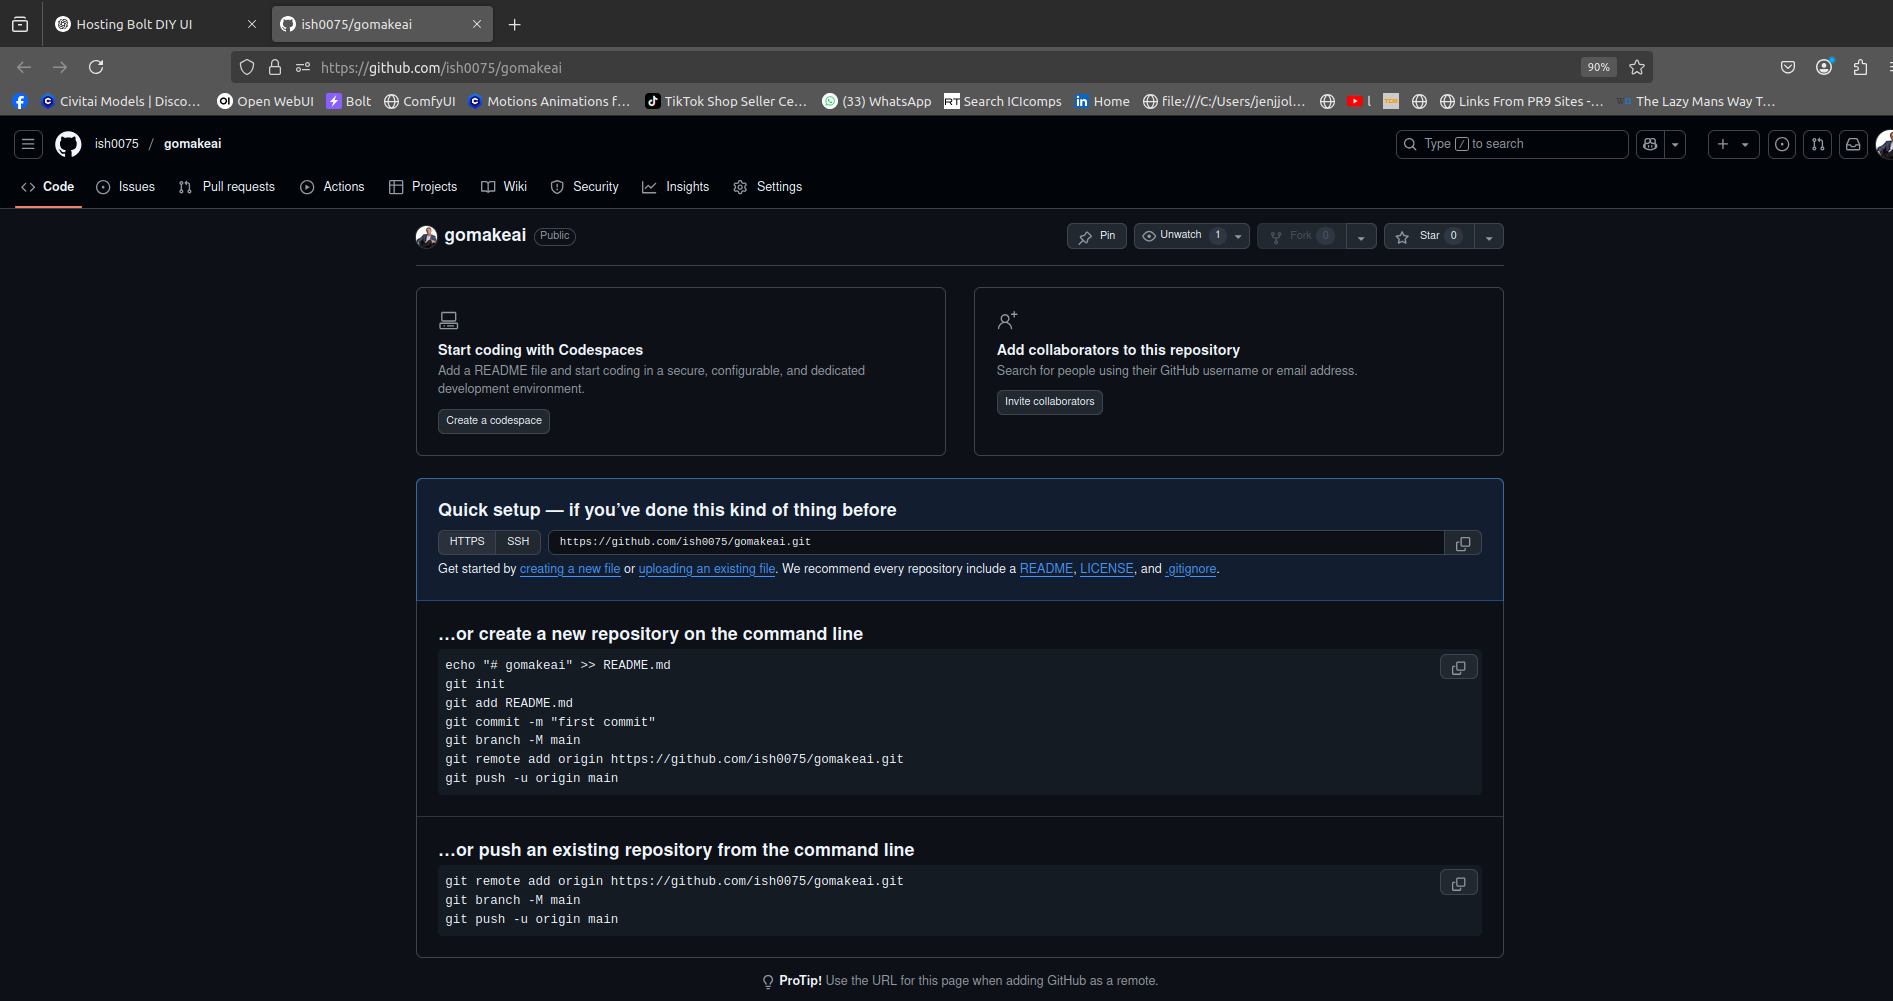 Hosting Bolt DIY UI
ish0075/gomakeai
https://github.com/ish0075/gomakeai
90%
Civitai Models | Disco…
Open WebUI
Bolt
ComfyUI
Motions Animations f…
TikTok Shop Seller Ce…
(33) WhatsApp
RT Search ICIcomps
in Home
file:///C:/Users/jenjjol…
l
Links From PR9 Sites -…
The Lazy Mans Way T…
ish0075 / gomakeai
Type / to search
Code
Issues
Pull requests
Actions
Projects
Wiki
Security
Insights
Settings
gomakeai Public
Pin
Unwatch 1
Fork 0
Star 0
Start coding with Codespaces
Add a README file and start coding in a secure, configurable, and dedicated
development environment.
Create a codespace
Add collaborators to this repository
Search for people using their GitHub username or email address.
Invite collaborators
Quick setup — if you’ve done this kind of thing before
HTTPS SSH https://github.com/ish0075/gomakeai.git
Get started by creating a new file or uploading an existing file. We recommend every repository include a README, LICENSE, and .gitignore.
…or create a new repository on the command line
echo "# gomakeai" >> README.md
git init
git add README.md
git commit -m "first commit"
git branch -M main
git remote add origin https://github.com/ish0075/gomakeai.git
git push -u origin main
…or push an existing repository from the command line
git remote add origin https://github.com/ish0075/gomakeai.git
git branch -M main
git push -u origin main
ProTip! Use the URL for this page when adding GitHub as a remote.